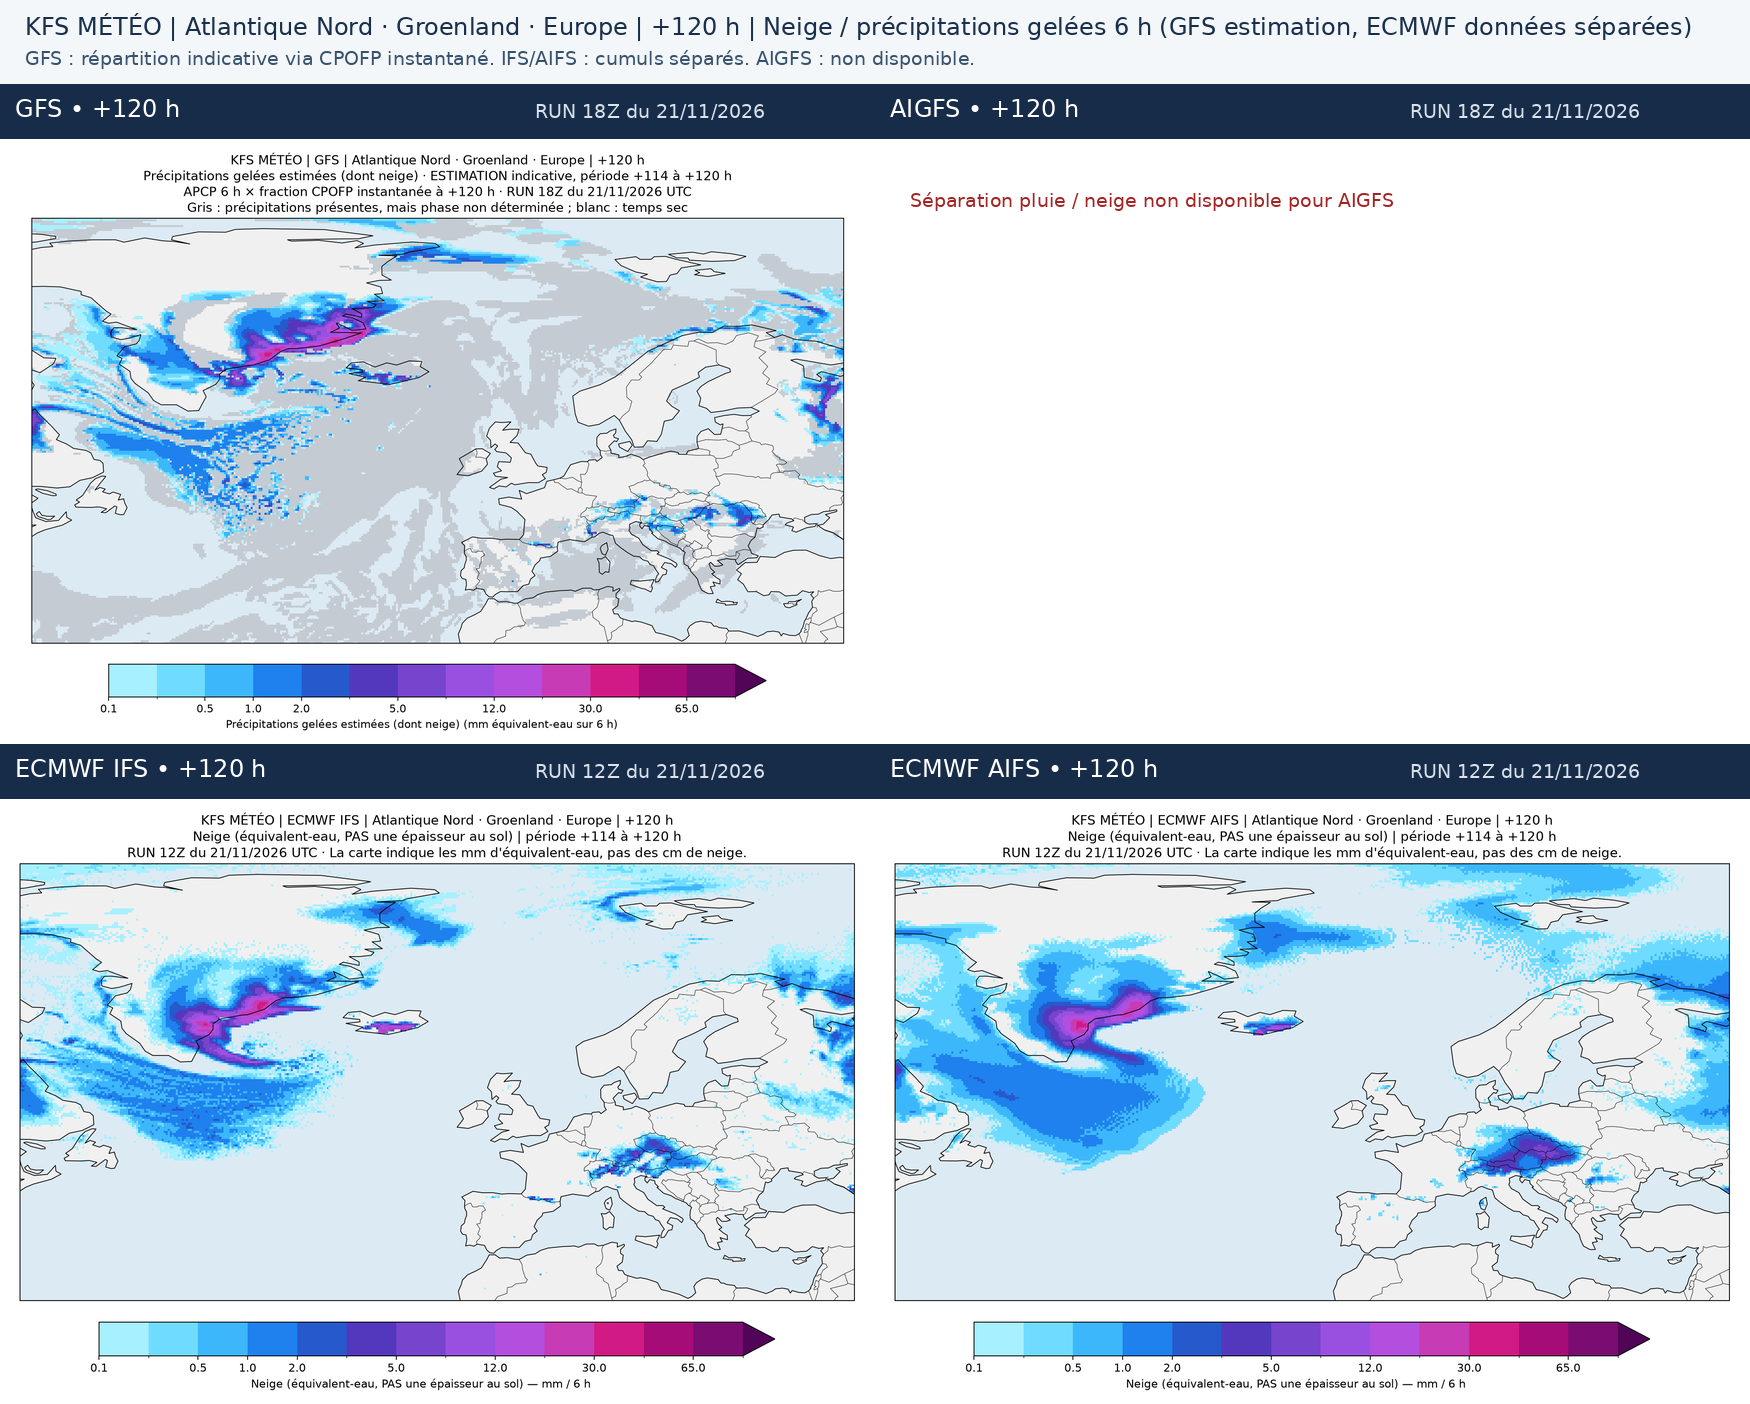 KFS MÉTÉO | Atlantique Nord · Groenland · Europe | +120 h | Neige / précipitations gelées 6 h (GFS estimation, ECMWF données séparées)
GFS : répartition indicative via CPOFP instantané. IFS/AIFS : cumuls séparés. AIGFS : non disponible.
GFS • +120 h
RUN 18Z du 21/11/2026
AIGFS • +120 h
RUN 18Z du 21/11/2026
KFS MÉTÉO | GFS | Atlantique Nord · Groenland · Europe | +120 h
Précipitations gelées estimées (dont neige) · ESTIMATION indicative, période +114 à +120 h
APCP 6 h × fraction CPOFP instantanée à +120 h · RUN 18Z du 21/11/2026 UTC
Gris : précipitations présentes, mais phase non déterminée ; blanc : temps sec
Séparation pluie / neige non disponible pour AIGFS
0.1 0.5 1.0 2.0 5.0 12.0 30.0 65.0
Précipitations gelées estimées (dont neige) (mm équivalent-eau sur 6 h)
ECMWF IFS • +120 h
RUN 12Z du 21/11/2026
ECMWF AIFS • +120 h
RUN 12Z du 21/11/2026
KFS MÉTÉO | ECMWF IFS | Atlantique Nord · Groenland · Europe | +120 h
Neige (équivalent-eau, PAS une épaisseur au sol) | période +114 à +120 h
RUN 12Z du 21/11/2026 UTC · La carte indique les mm d'équivalent-eau, pas des cm de neige.
KFS MÉTÉO | ECMWF AIFS | Atlantique Nord · Groenland · Europe | +120 h
Neige (équivalent-eau, PAS une épaisseur au sol) | période +114 à +120 h
RUN 12Z du 21/11/2026 UTC · La carte indique les mm d'équivalent-eau, pas des cm de neige.
0.1 0.5 1.0 2.0 5.0 12.0 30.0 65.0
Neige (équivalent-eau, PAS une épaisseur au sol) — mm / 6 h
0.1 0.5 1.0 2.0 5.0 12.0 30.0 65.0
Neige (équivalent-eau, PAS une épaisseur au sol) — mm / 6 h